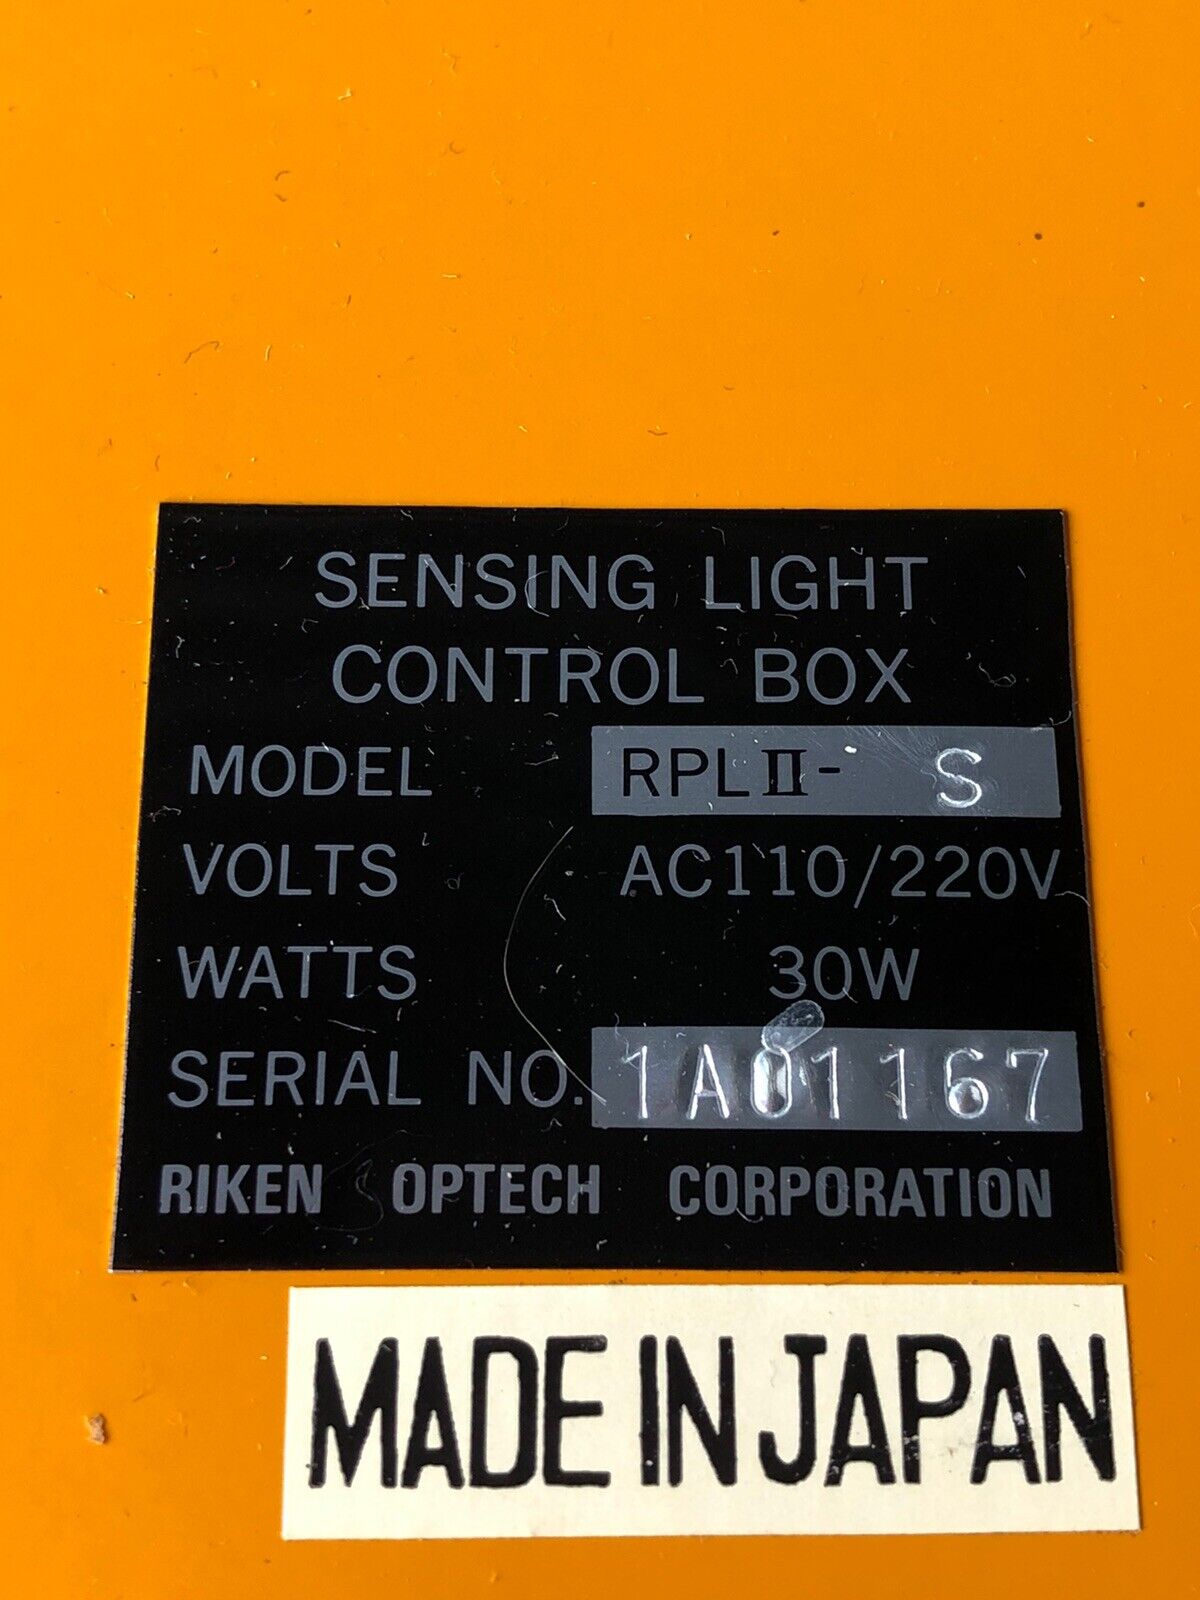 SENSING LIGHT
CONTROL BOX
MODEL RPLⅡ- S
VOLTS AC110/220V
WATTS 30W
SERIAL NO. 1A01167
RIKEN OPTECH CORPORATION
MADE IN JAPAN